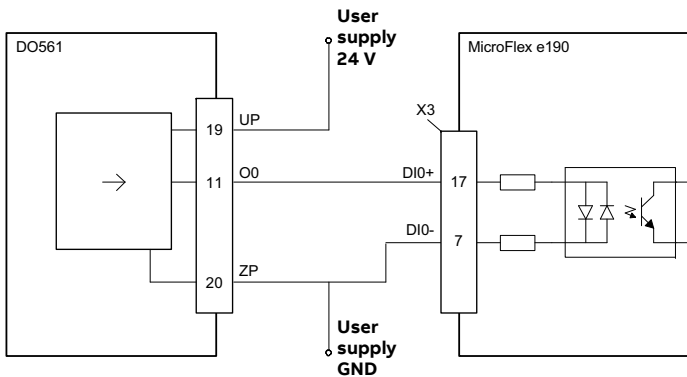 User
supply
24 V
DO561
MicroFlex e190
X3
19 UP
11 O0
DI0+ 17
DI0- 7
20 ZP
User
supply
GND